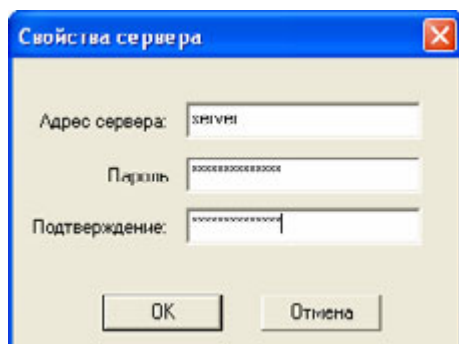 Свойства сервера
Адрес сервера: server
Пароль **************
Подтверждение: **************
OK Отмена